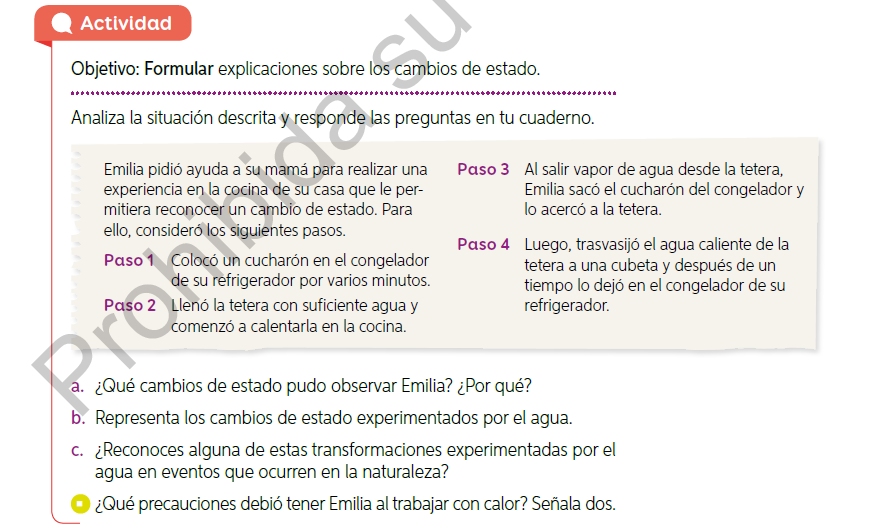 Actividad
Objetivo: Formular explicaciones sobre los cambios de estado.
Analiza la situación descrita y responde las preguntas en tu cuaderno.
Emilia pidió ayuda a su mamá para realizar una
experiencia en la cocina de su casa que le per-
mitiera reconocer un cambio de estado. Para
ello, consideró los siguientes pasos.
Paso 1 Colocó un cucharón en el congelador
de su refrigerador por varios minutos.
Paso 2 Llenó la tetera con suficiente agua y
comenzó a calentarla en la cocina.
Paso 3 Al salir vapor de agua desde la tetera,
Emilia sacó el cucharón del congelador y
lo acercó a la tetera.
Paso 4 Luego, trasvasijó el agua caliente de la
tetera a una cubeta y después de un
tiempo lo dejó en el congelador de su
refrigerador.
a. ¿Qué cambios de estado pudo observar Emilia? ¿Por qué?
b. Representa los cambios de estado experimentados por el agua.
c. ¿Reconoces alguna de estas transformaciones experimentadas por el
agua en eventos que ocurren en la naturaleza?
¿Qué precauciones debió tener Emilia al trabajar con calor? Señala dos.
Prohibida su